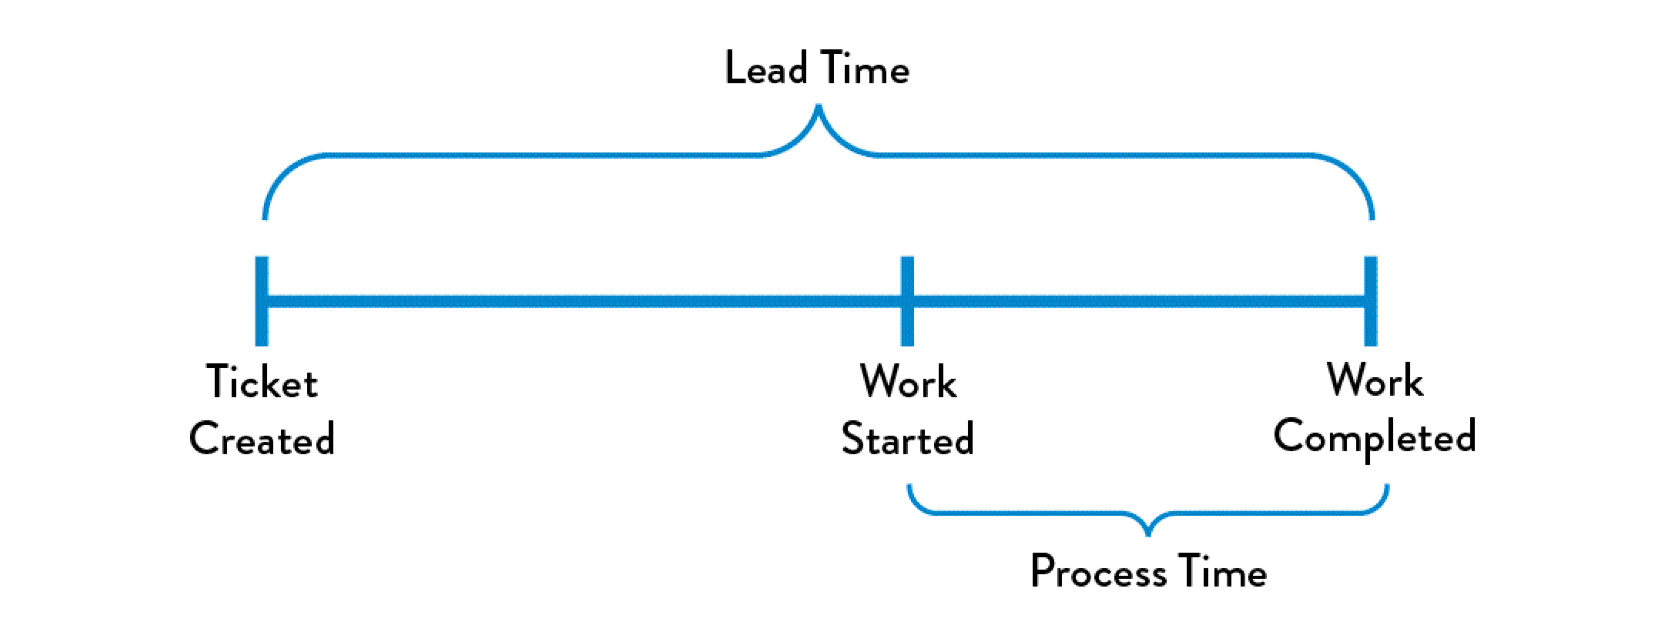 Lead Time
Ticket
Created
Work
Started
Work
Completed
Process Time